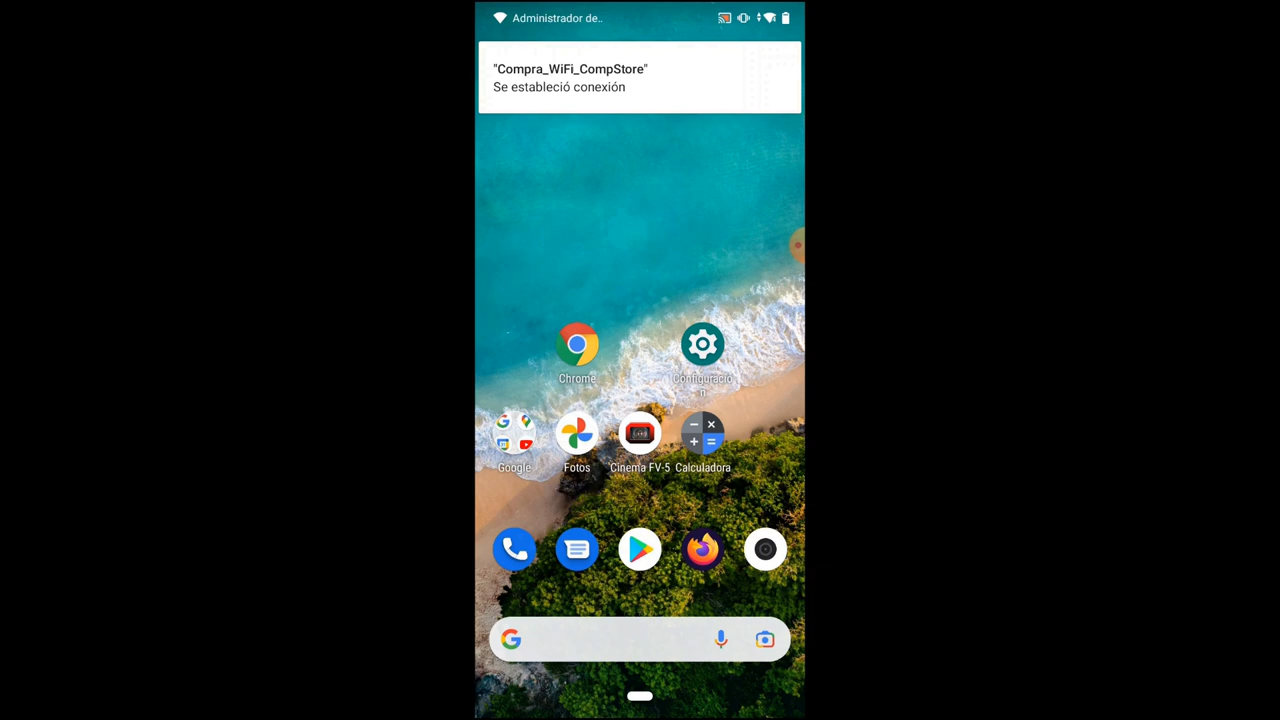 Administrador de..
"Compra_WiFi_CompStore"
Se estableció conexión
Chrome
Configuració
n
Google
Fotos
Cinema FV-5
Calculadora